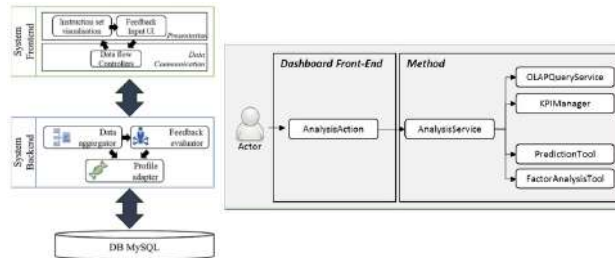 System
Frontend
Instruction set
visualisation
Feedback
Input UI
Presentation
Data flow
Controllers
Data
Communication
System
Backend
Data
aggregator
Feedback
evaluator
Profile
adapter
DB MySQL
Dashboard Front-End
Method
Actor
AnalysisAction
AnalysisService
OLAPQueryService
KPIManager
PredictionTool
FactorAnalysisTool